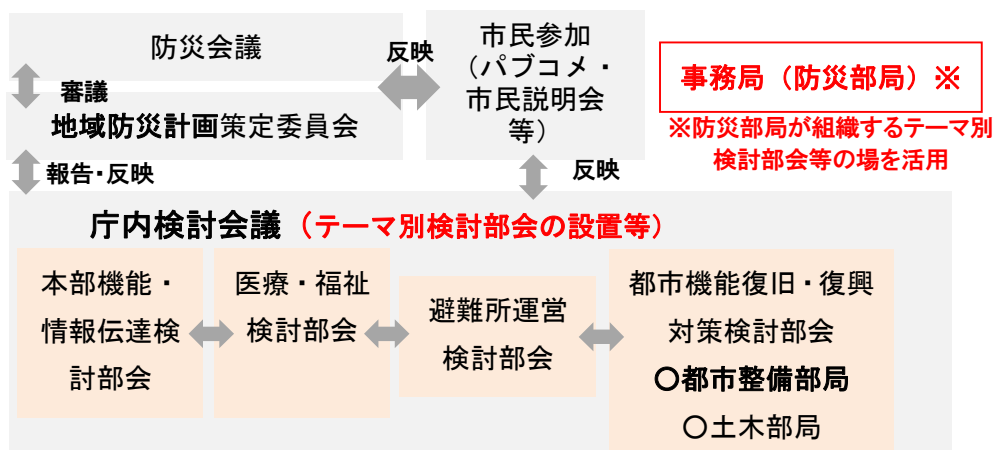 防災会議
審議
地域防災計画策定委員会
反映
市民参加
（パブコメ・
市民説明会
等）
事務局（防災部局）※
※防災部局が組織するテーマ別
検討部会等の場を活用
報告・反映
反映
庁内検討会議（テーマ別検討部会の設置等）
本部機能・
情報伝達検
討部会
医療・福祉
検討部会
避難所運営
検討部会
都市機能復旧・復興
対策検討部会
〇都市整備部局
〇土木部局